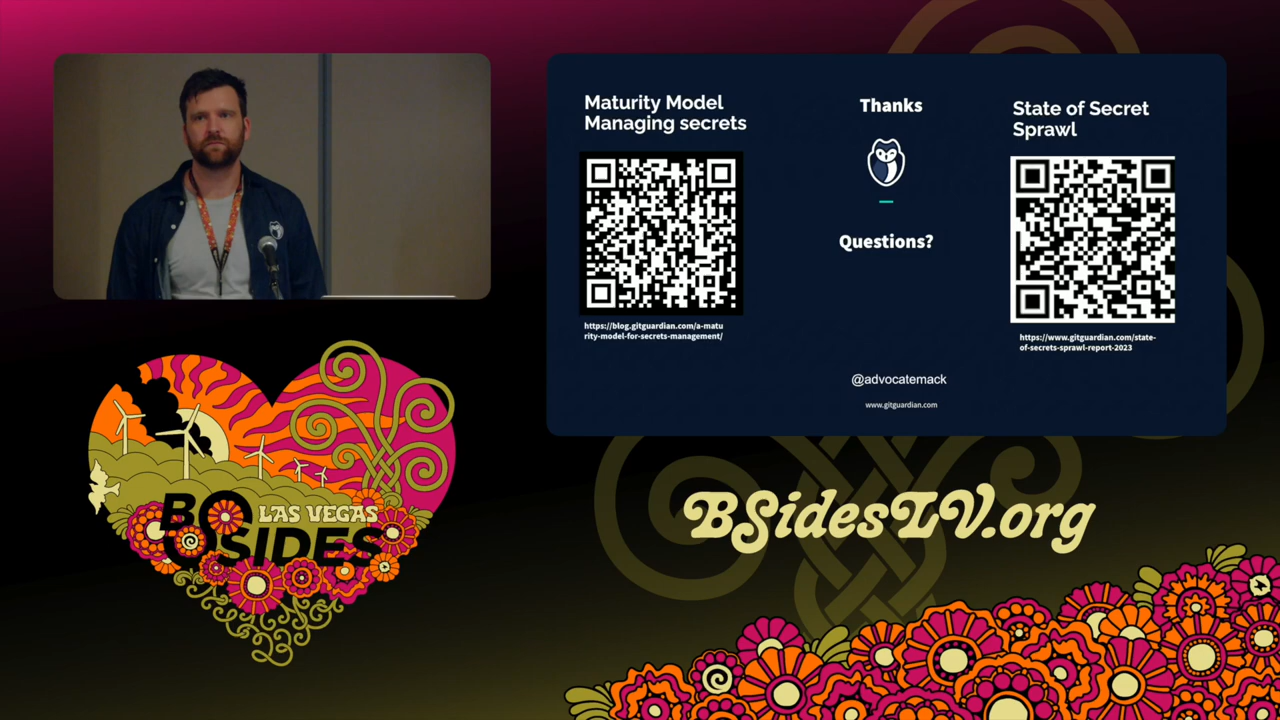 Maturity Model
Managing secrets
https://blog.gitguardian.com/a-matu
rity-model-for-secrets-management/
Thanks
Questions?
@advocatemack
www.gitguardian.com
State of Secret
Sprawl
https://www.gitguardian.com/state-
of-secrets-sprawl-report-2023
LAS VEGAS
BSIDES
23
BSidesLV.org